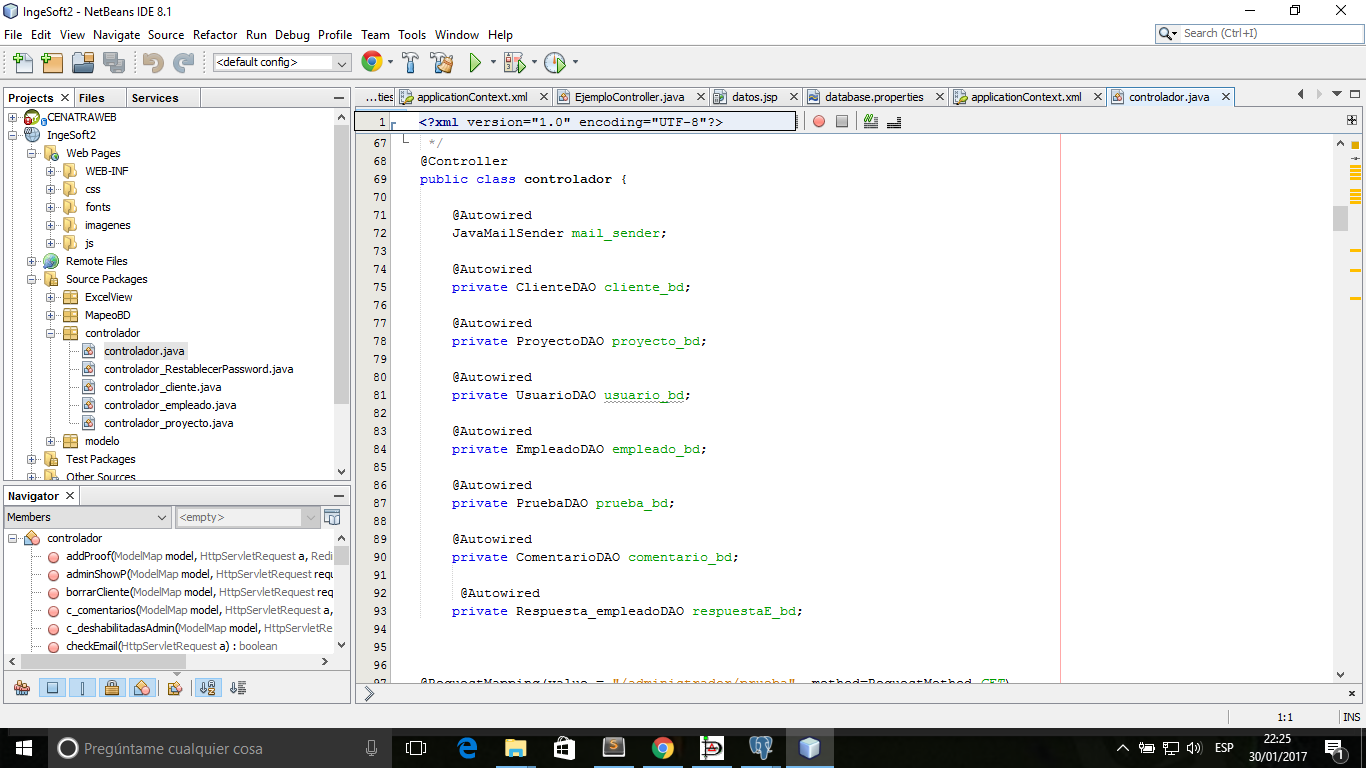 IngeSoft2 - NetBeans IDE 8.1
File Edit View Navigate Source Refactor Run Debug Profile Team Tools Window Help
Search (Ctrl+I)
<default config>
Projects Files Services
...ties applicationContext.xml EjemploController.java datos.jsp database.properties applicationContext.xml controlador.java
CENATRAWEB
IngeSoft2
Web Pages
WEB-INF
css
fonts
imagenes
js
Remote Files
Source Packages
ExcelView
MapeoBD
controlador
controlador.java
controlador_RestablecerPassword.java
controlador_cliente.java
controlador_empleado.java
controlador_proyecto.java
modelo
Test Packages
Other Sources
Navigator
Members
<empty>
controlador
addProof(ModelMap model, HttpServletRequest a, Redi
adminShowP(ModelMap model, HttpServletRequest requ
borrarCliente(ModelMap model, HttpServletRequest req
c_comentarios(ModelMap model, HttpServletRequest a,
c_deshabilitadasAdmin(ModelMap model, HttpServletRe
checkEmail(HttpServletRequest a) : boolean
1 <?xml version="1.0" encoding="UTF-8"?>
67 */
68 @Controller
69 public class controlador {
70
71 @Autowired
72 JavaMailSender mail_sender;
73
74 @Autowired
75 private ClienteDAO cliente_bd;
76
77 @Autowired
78 private ProyectoDAO proyecto_bd;
79
80 @Autowired
81 private UsuarioDAO usuario_bd;
82
83 @Autowired
84 private EmpleadoDAO empleado_bd;
85
86 @Autowired
87 private PruebaDAO prueba_bd;
88
89 @Autowired
90 private ComentarioDAO comentario_bd;
91
92 @Autowired
93 private Respuesta_empleadoDAO respuestaE_bd;
94
95
96
97 @RequestMapping(value = "/administrador/prueba", method=RequestMethod.GET)
1:1 INS
Pregúntame cualquier cosa
ESP
22:25
30/01/2017
1